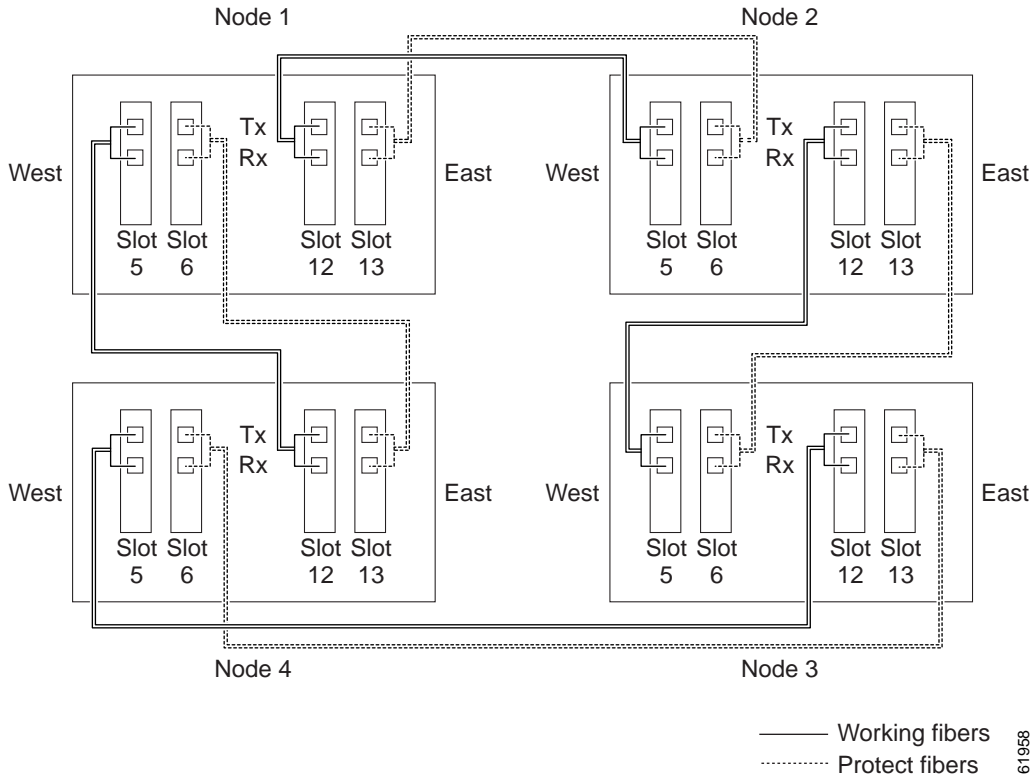 Node 1
Node 2
Tx
Rx
Tx
Rx
West
East
West
East
Slot Slot
5 6
Slot Slot
12 13
Slot Slot
5 6
Slot Slot
12 13
Tx
Rx
Tx
Rx
West
East
West
East
Slot Slot
5 6
Slot Slot
12 13
Slot Slot
5 6
Slot Slot
12 13
Node 4
Node 3
Working fibers
Protect fibers
61958